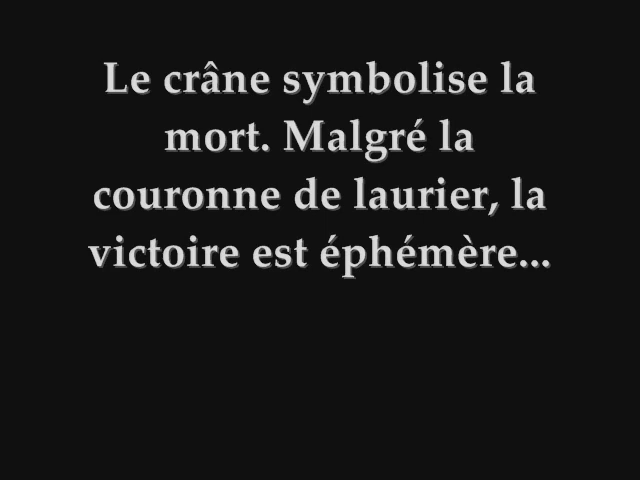 Le crâne symbolise la
mort. Malgré la
couronne de laurier, la
victoire est éphémère...